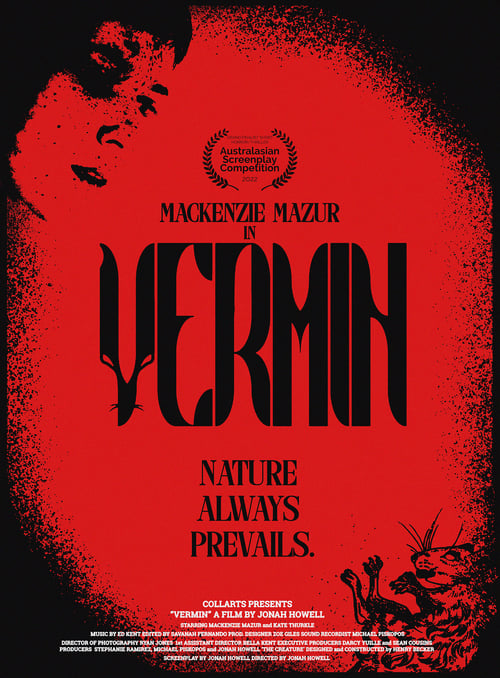 Australasian
Screenplay
Competition
2022
MACKENZIE MAZUR
IN
VERMIN
NATURE
ALWAYS
PREVAILS.
COLLARTS PRESENTS
"VERMIN" A FILM BY JONAH HOWELL
STARRING MACKENZIE MAZUR and KATE THURKLE
MUSIC BY ED KENT EDITED BY SAVANAH FERNANDO PROD. DESIGNER ZOE GILES SOUND RECORDIST MICHAEL PISKOPOS
DIRECTOR OF PHOTOGRAPHY RYAN JONES 1st ASSISTANT DIRECTOR BELLA KENT EXECUTIVE PRODUCERS DARCY YUILLE and SEAN COUSINS
PRODUCERS STEPHANIE RAMIREZ, MICHAEL PISKOPOS and JONAH HOWELL 'THE CREATURE' DESIGNED and CONSTRUCTED by HENRY BECKER
SCREENPLAY BY JONAH HOWELL DIRECTED BY JONAH HOWELL